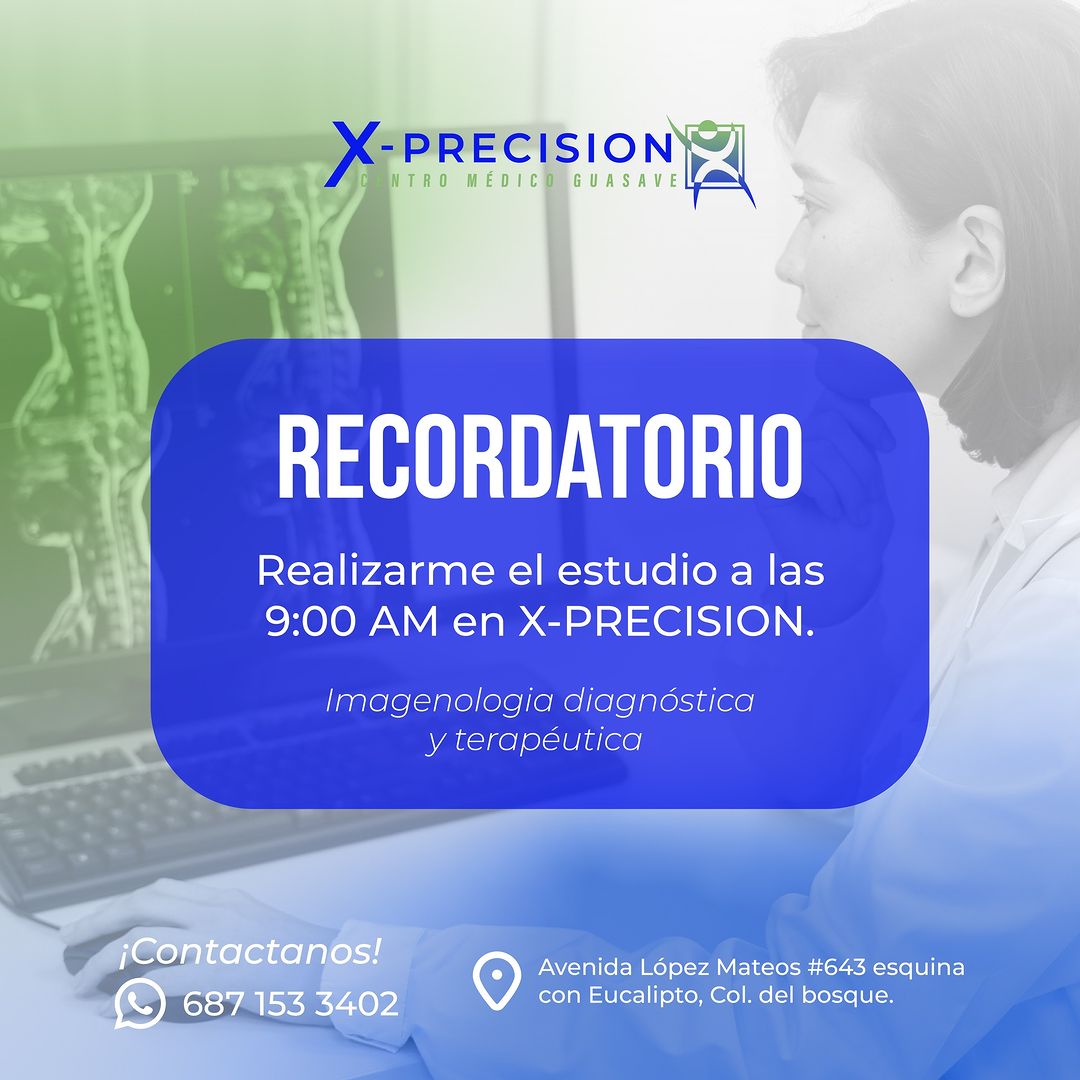 X-PRECISION
CENTRO MÉDICO GUASAVE
RECORDATORIO
Realizarme el estudio a las
9:00 AM en X-PRECISION.
Imagenologia diagnóstica
y terapéutica
¡Contactanos!
687 153 3402
Avenida López Mateos #643 esquina
con Eucalipto, Col. del bosque.